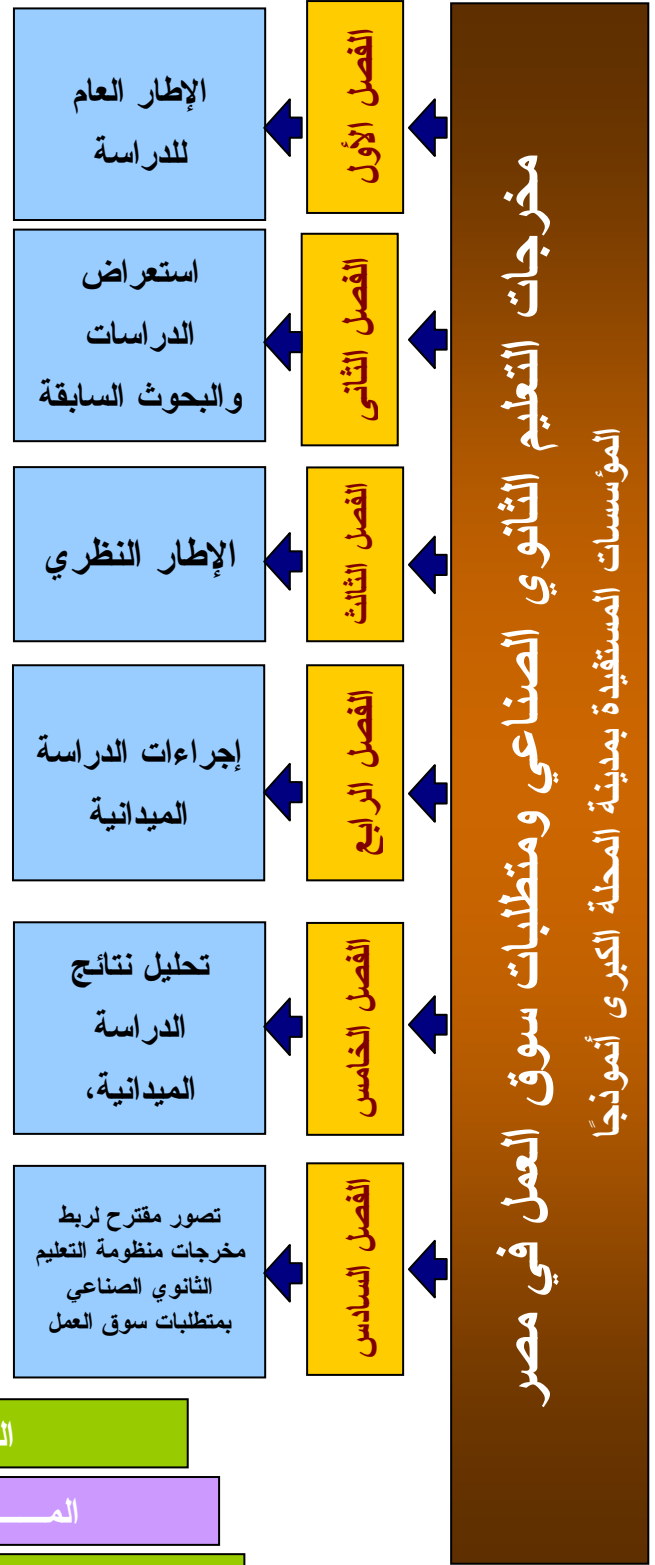 مخرجات التعليم الثانوي الصناعي ومتطلبات سوق العمل في مصر
المؤسسات المستفيدة بمدينة المحلة الكبرى أنموذجًا
الفصل الأول
الإطار العام
للدراسة
الفصل الثانى
استعراض
الدراسات
والبحوث السابقة
الفصل الثالث
الإطار النظري
الفصل الرابع
إجراءات الدراسة
الميدانية
الفصل الخامس
تحليل نتائج
الدراسة
الميدانية،
الفصل السادس
تصور مقترح لربط
مخرجات منظومة التعليم
الثانوي الصناعي
بمتطلبات سوق العمل